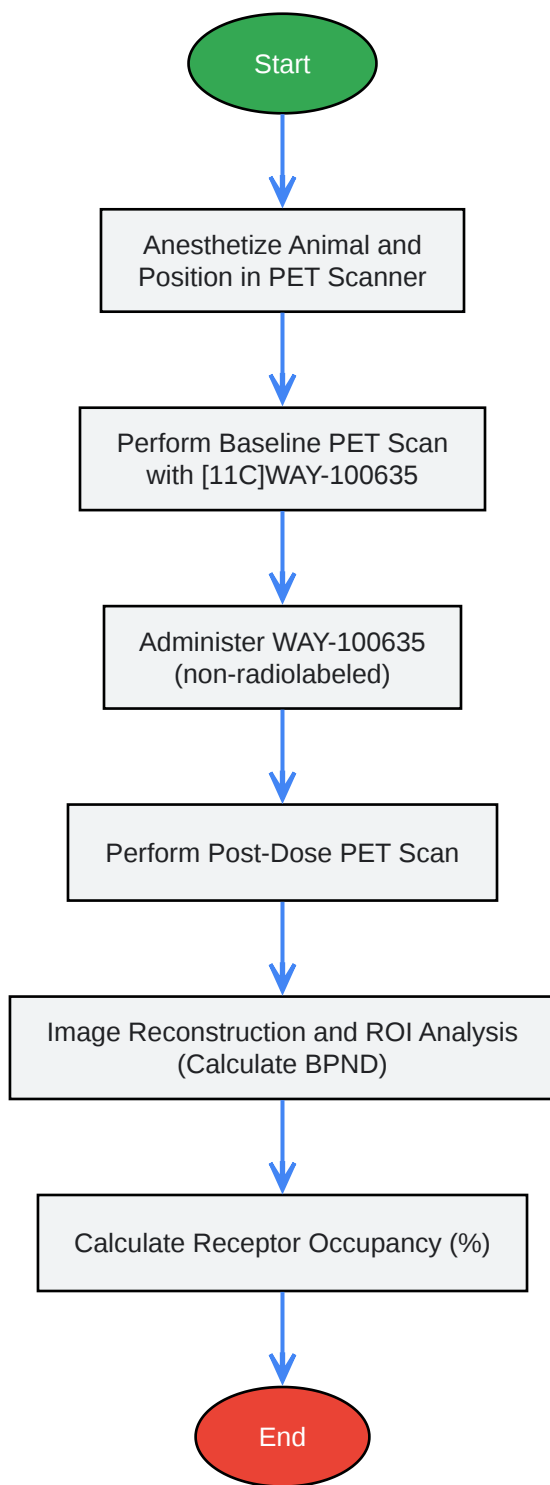 Start
Anesthetize Animal and
Position in PET Scanner
Perform Baseline PET Scan
with [11C]WAY-100635
Administer WAY-100635
(non-radiolabeled)
Perform Post-Dose PET Scan
Image Reconstruction and ROI Analysis
(Calculate BPND)
Calculate Receptor Occupancy (%)
End